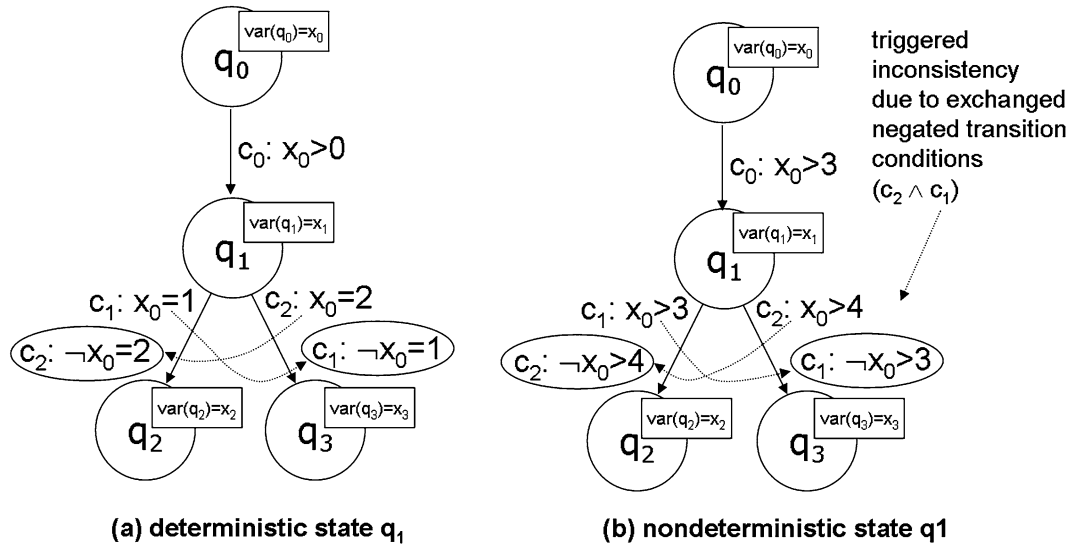 var(q₀)=x₀
q₀
c₀: x₀>0
var(q₁)=x₁
q₁
c₁: x₀=1
c₂: x₀=2
c₂: ¬x₀=2
c₁: ¬x₀=1
var(q₂)=x₂
q₂
var(q₃)=x₃
q₃
(a) deterministic state q₁
var(q₀)=x₀
q₀
c₀: x₀>3
var(q₁)=x₁
q₁
c₁: x₀>3
c₂: x₀>4
c₂: ¬x₀>4
c₁: ¬x₀>3
var(q₂)=x₂
q₂
var(q₃)=x₃
q₃
(b) nondeterministic state q1
triggered
inconsistency
due to exchanged
negated transition
conditions
(c₂ ∧ c₁)